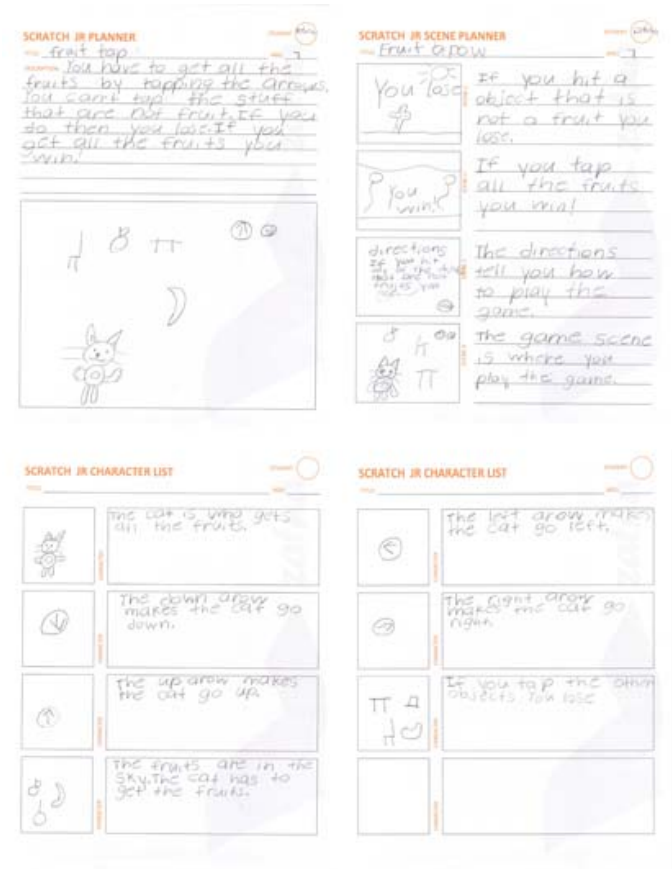 SCRATCH JR PLANNER
fruit tap
You have to get all the
fruits by tapping the arrows.
You can't tap the stuff
that are not fruit. If you
do then you lose. If you
get all the fruits you
win!
SCRATCH JR SCENE PLANNER
Fruit arow
You lose
If you hit a
object that is
not a fruit you
lose.
You
win!
If you tap
all the fruits
you win!
directions
If you hit
The directions
tell you how
to play the
game.
The game scene
is where you
play the game.
SCRATCH JR CHARACTER LIST
The cat is who gets
all the fruits.
The down arow
makes the cat go
down.
The up arow makes
the cat go up.
The fruits are in the
sky. The cat has to
get the fruits.
SCRATCH JR CHARACTER LIST
The left arow makes
the cat go left.
The right arow
makes the cat go
right.
If you tap the other
objects You lose